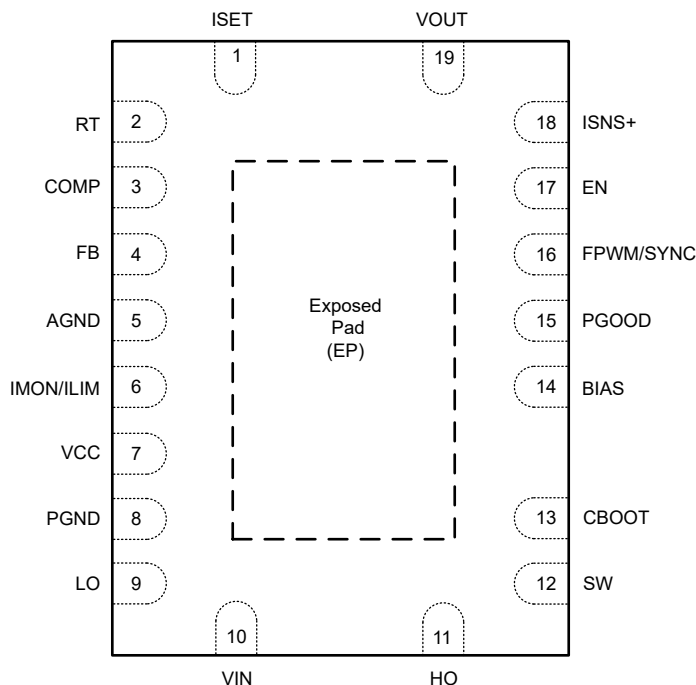 ISET VOUT
1 19
RT 2 18 ISNS+
COMP 3 17 EN
FB 4 16 FPWM/SYNC
Exposed
Pad
(EP)
AGND 5 15 PGOOD
IMON/ILIM 6 14 BIAS
VCC 7
PGND 8 13 CBOOT
LO 9 12 SW
10 11
VIN HO